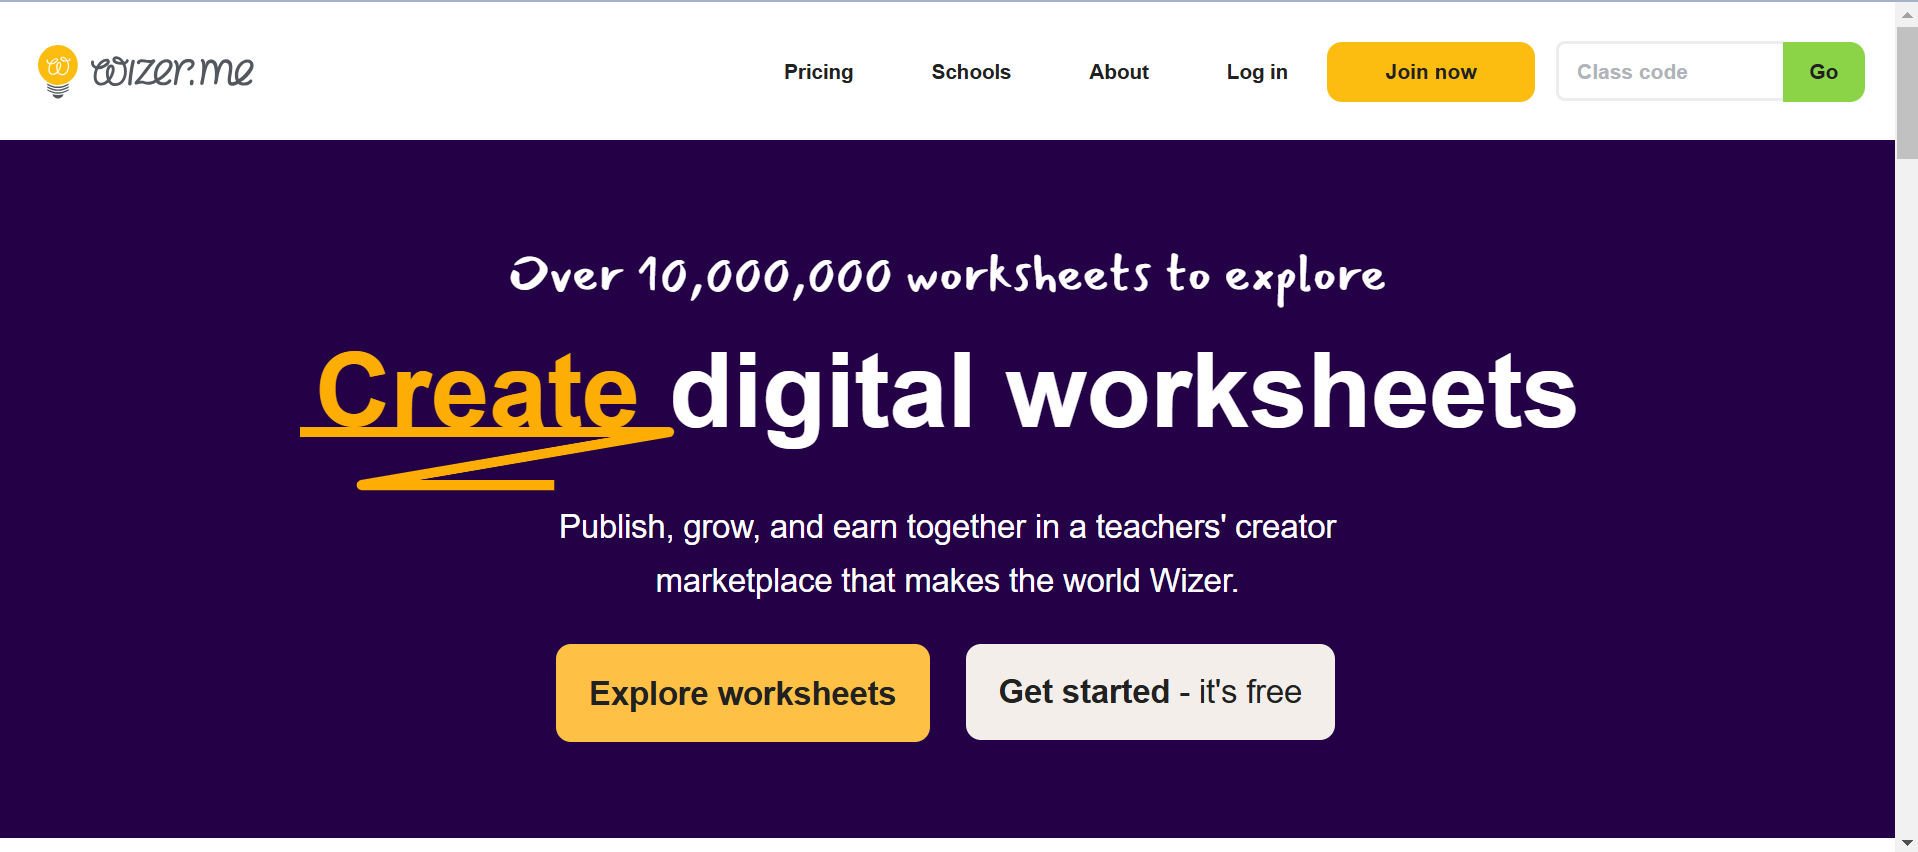 wizer.me
Pricing
Schools
About
Log in
Join now
Class code
Go
Over 10,000,000 worksheets to explore
Create digital worksheets
Publish, grow, and earn together in a teachers' creator
marketplace that makes the world Wizer.
Explore worksheets
Get started - it's free